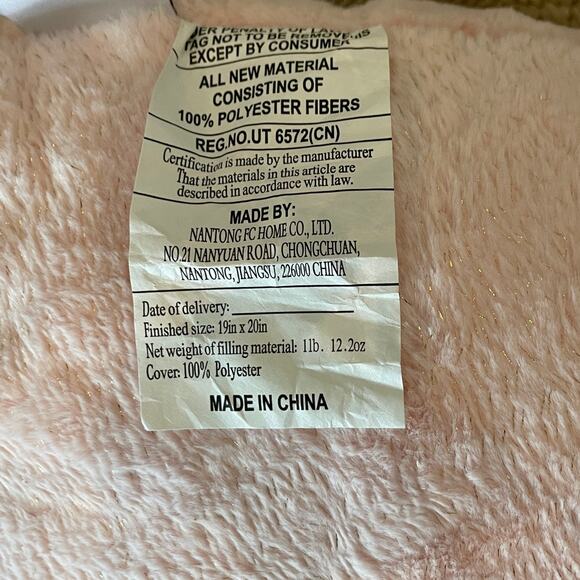 UNDER PENALTY OF LAW
TAG NOT TO BE REMOVED
EXCEPT BY CONSUMER
ALL NEW MATERIAL
CONSISTING OF
100% POLYESTER FIBERS
REG.NO.UT 6572(CN)
Certification is made by the manufacturer
That the materials in this article are
described in accordance with law.
MADE BY:
NANTONG FC HOME CO., LTD.
NO.21 NANYUAN ROAD, CHONGCHUAN,
NANTONG, JIANGSU, 226000 CHINA
Date of delivery:
Finished size: 19in x 20in
Net weight of filling material: 1lb. 12.2oz
Cover: 100% Polyester
MADE IN CHINA